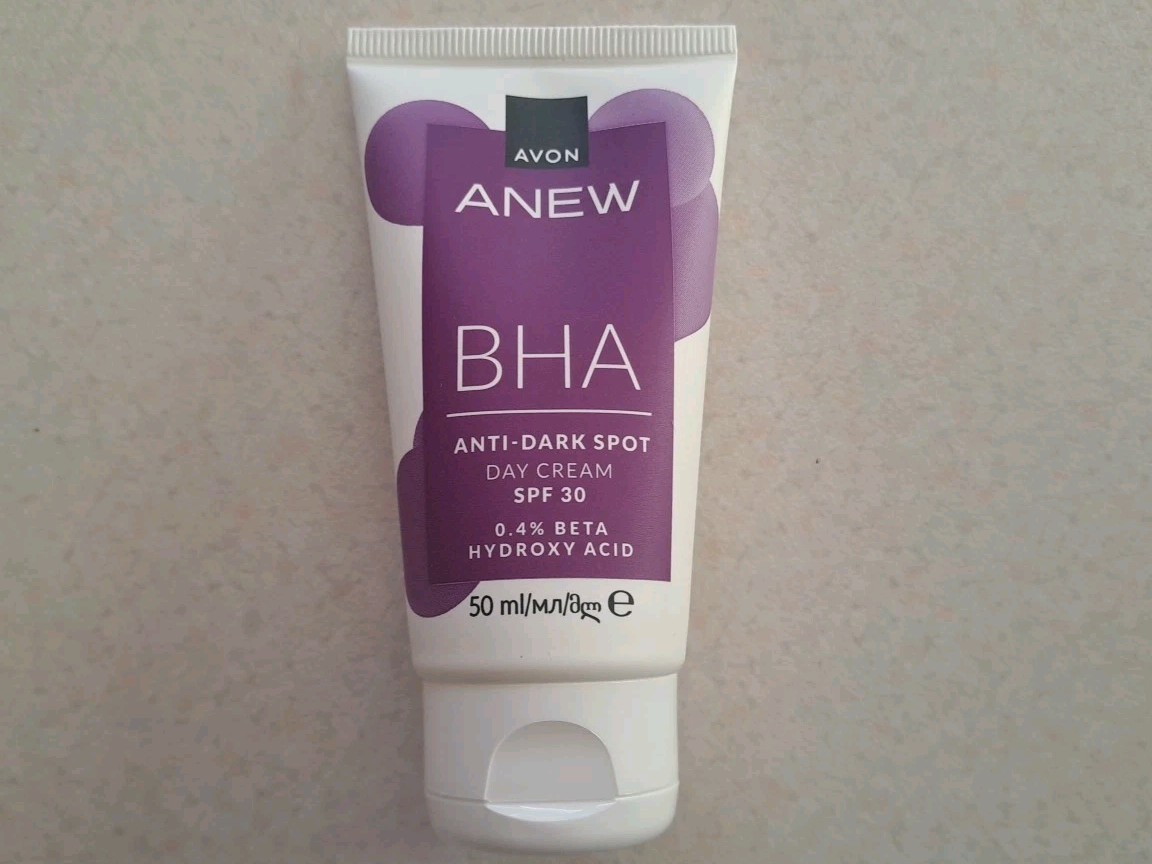 AVON
ANEW
BHA
ANTI-DARK SPOT
DAY CREAM
SPF 30
0.4% BETA
HYDROXY ACID
50 ml/мл/მლ ℮